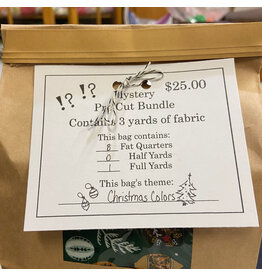 !? !? $25.00
Mystery
Pre Cut Bundle
Contains 3 yards of fabric
This bag contains:
8 Fat Quarters
0 Half Yards
1 Full Yards
This bag's theme:
Christmas Colors